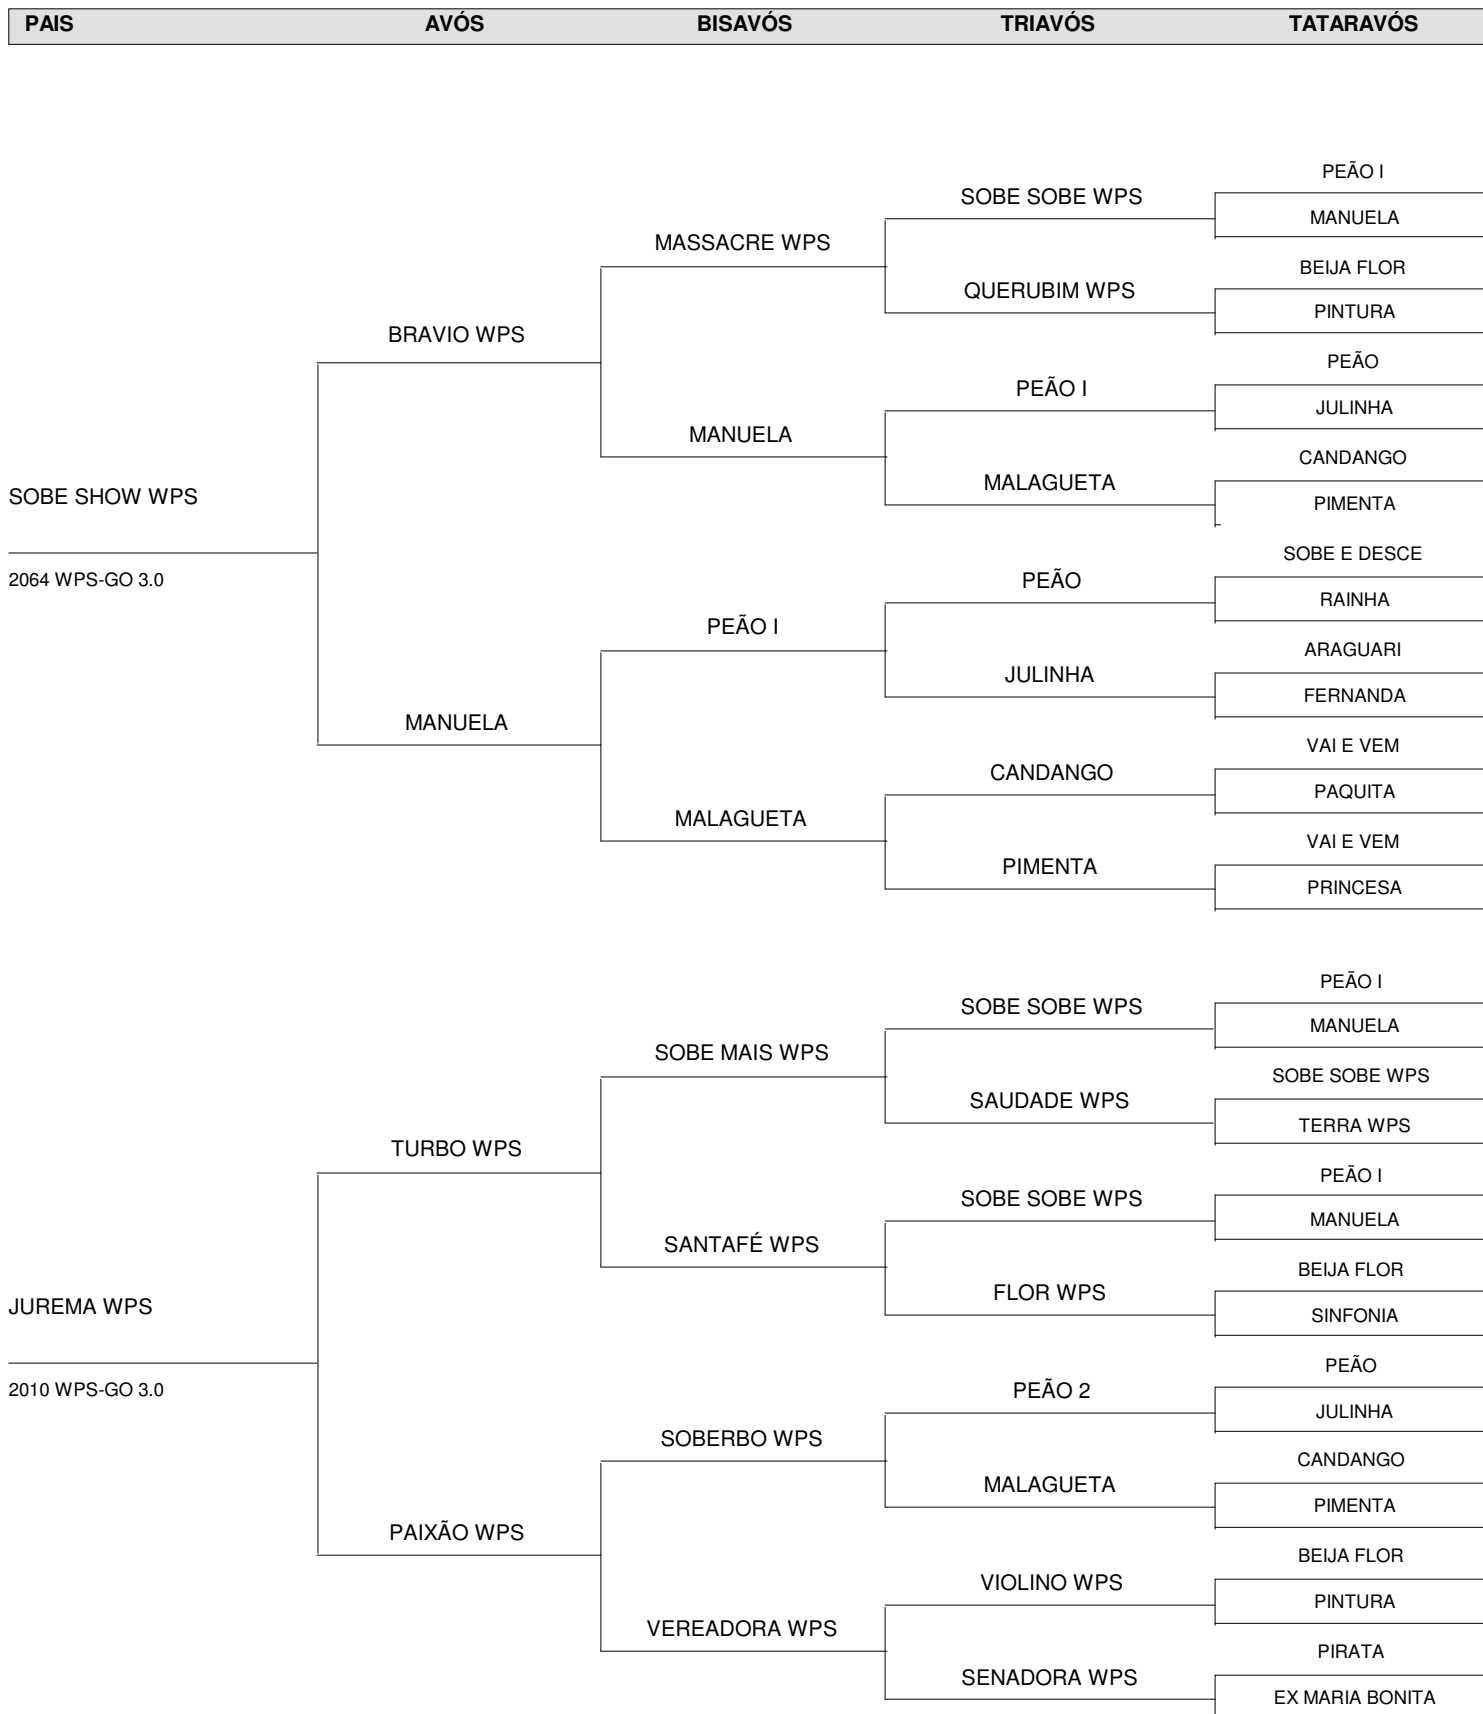 PAIS AVÓS BISAVÓS TRIAVÓS TATARAVÓS
PEÃO I
SOBE SOBE WPS
MANUELA
MASSACRE WPS
BEIJA FLOR
QUERUBIM WPS
PINTURA
BRAVIO WPS
PEÃO
PEÃO I
JULINHA
MANUELA
CANDANGO
MALAGUETA
SOBE SHOW WPS
PIMENTA
SOBE E DESCE
2064 WPS-GO 3.0
PEÃO
RAINHA
PEÃO I
ARAGUARI
JULINHA
FERNANDA
MANUELA
VAI E VEM
CANDANGO
PAQUITA
MALAGUETA
VAI E VEM
PIMENTA
PRINCESA
PEÃO I
SOBE SOBE WPS
MANUELA
SOBE MAIS WPS
SOBE SOBE WPS
SAUDADE WPS
TERRA WPS
TURBO WPS
PEÃO I
SOBE SOBE WPS
MANUELA
SANTAFÉ WPS
BEIJA FLOR
FLOR WPS
JUREMA WPS
SINFONIA
PEÃO
2010 WPS-GO 3.0
PEÃO 2
JULINHA
SOBERBO WPS
CANDANGO
MALAGUETA
PIMENTA
PAIXÃO WPS
BEIJA FLOR
VIOLINO WPS
PINTURA
VEREADORA WPS
PIRATA
SENADORA WPS
EX MARIA BONITA